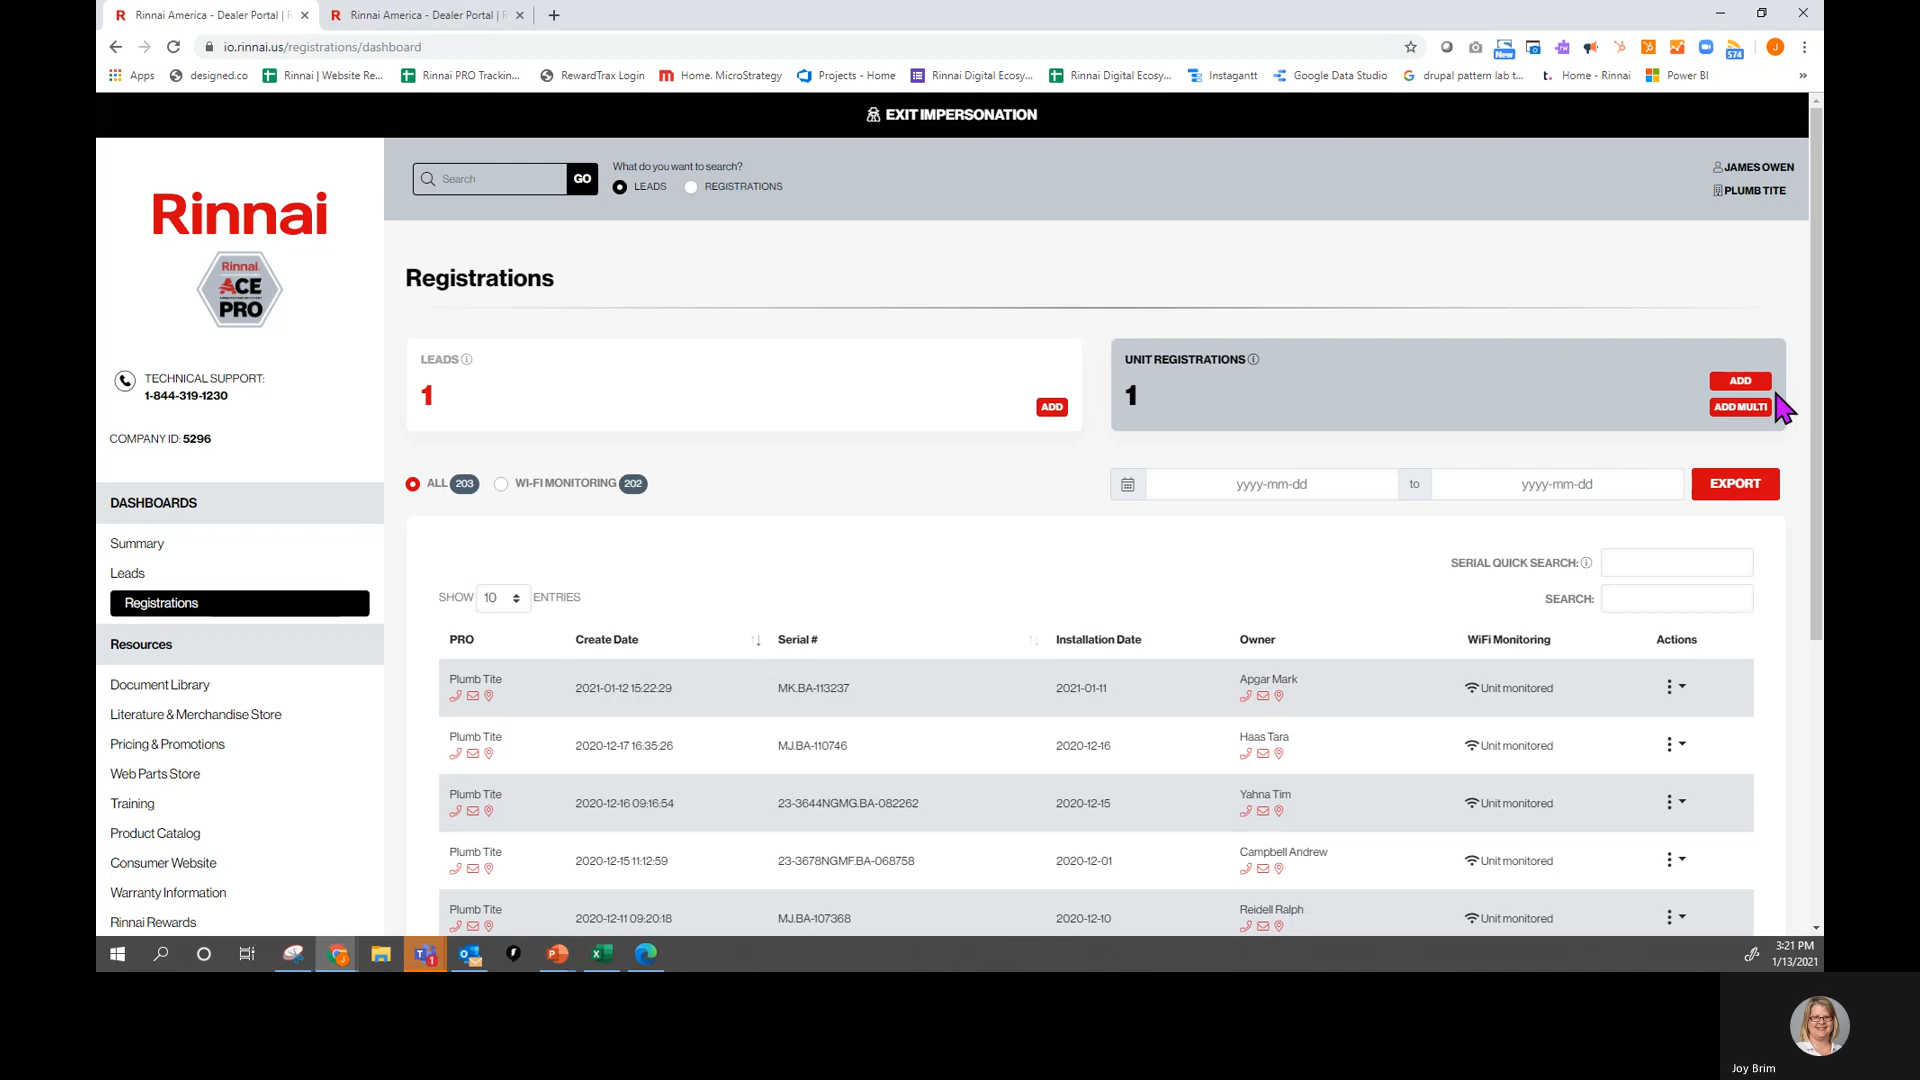 Rinnai America - Dealer Portal | R
Rinnai America - Dealer Portal | R
io.rinnai.us/registrations/dashboard
New
574
J
Apps
designed.co
Rinnai | Website Re...
Rinnai PRO Trackin...
RewardTrax Login
Home. MicroStrategy
Projects - Home
Rinnai Digital Ecosy...
Rinnai Digital Ecosy...
Instagantt
Google Data Studio
drupal pattern lab t...
Home - Rinnai
Power BI
»
EXIT IMPERSONATION
Search
GO
What do you want to search?
LEADS
REGISTRATIONS
JAMES OWEN
PLUMB TITE
Rinnai
Rinnai
ACE
PRO
TECHNICAL SUPPORT:
1-844-319-1230
COMPANY ID: 5296
DASHBOARDS
Summary
Leads
Registrations
Resources
Document Library
Literature & Merchandise Store
Pricing & Promotions
Web Parts Store
Training
Product Catalog
Consumer Website
Warranty Information
Rinnai Rewards
Registrations
LEADS
1
ADD
UNIT REGISTRATIONS
1
ADD
ADD MULTI
ALL 203
WI-FI MONITORING 202
yyyy-mm-dd to yyyy-mm-dd
EXPORT
SERIAL QUICK SEARCH:
SHOW 10 ENTRIES
SEARCH:
PRO Create Date Serial # Installation Date Owner WiFi Monitoring Actions
Plumb Tite 2021-01-12 15:22:29 MK.BA-113237 2021-01-11 Apgar Mark Unit monitored
Plumb Tite 2020-12-17 16:35:26 MJ.BA-110746 2020-12-16 Haas Tara Unit monitored
Plumb Tite 2020-12-16 09:16:54 23-3644NGMG.BA-082262 2020-12-15 Yahna Tim Unit monitored
Plumb Tite 2020-12-15 11:12:59 23-3678NGMF.BA-068758 2020-12-01 Campbell Andrew Unit monitored
Plumb Tite 2020-12-11 09:20:18 MJ.BA-107368 2020-12-10 Reidell Ralph Unit monitored
3:21 PM
1/13/2021
Joy Brim